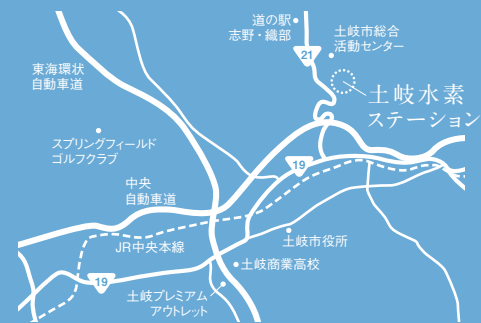 道の駅
志野・織部
21
土岐市総合
活動センター
東海環状
自動車道
土岐水素
ステーション
スプリングフィールド
ゴルフクラブ
19
中央
自動車道
土岐市役所
JR中央本線
土岐商業高校
19
土岐プレミアム
アウトレット